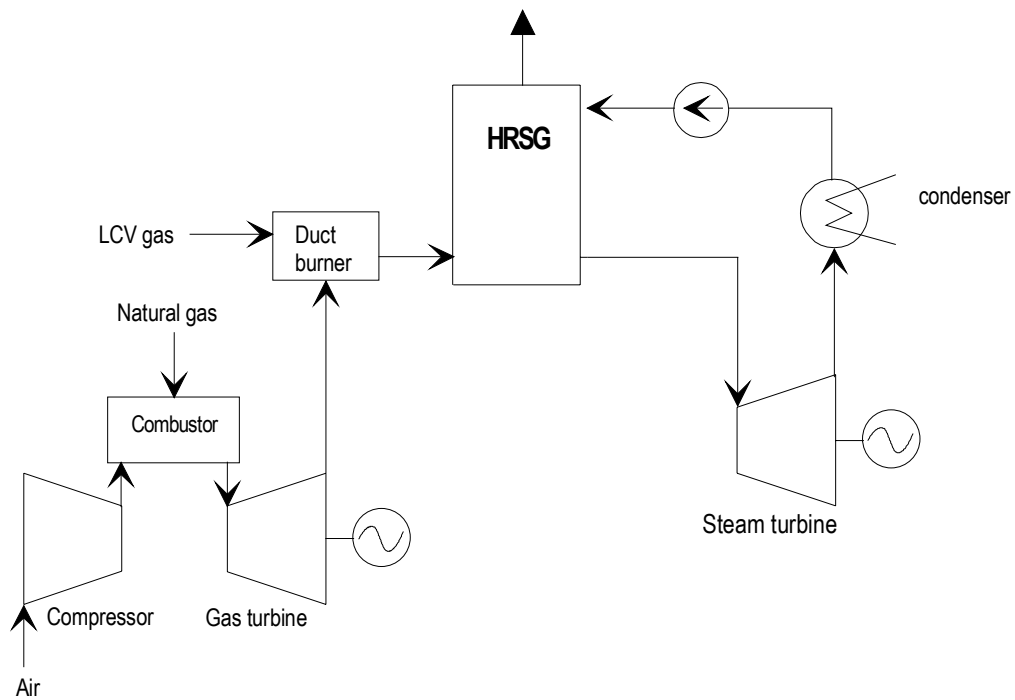 HRSG
condenser
LCV gas
Duct
burner
Natural gas
Combustor
Steam turbine
Compressor
Gas turbine
Air